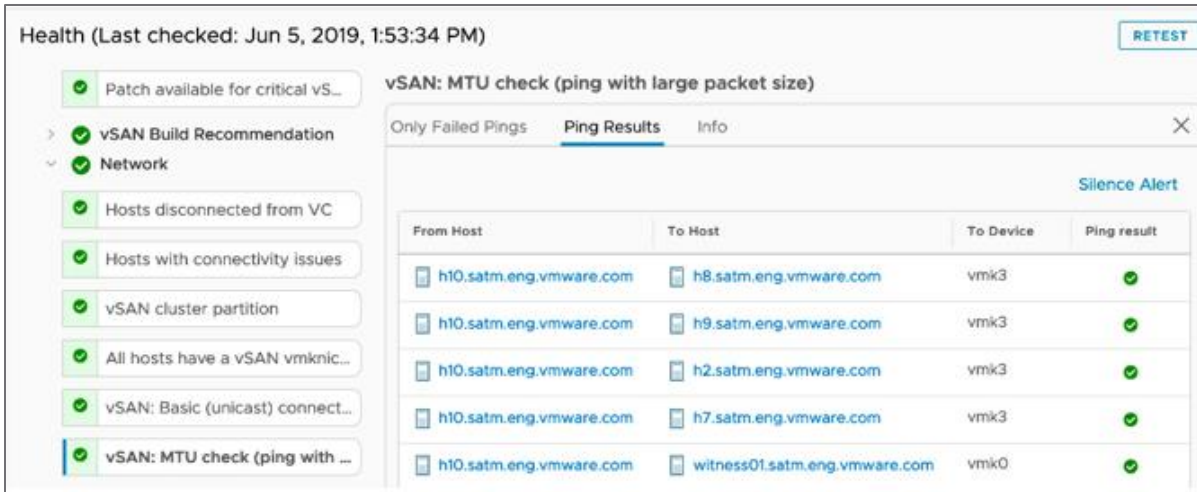 Health (Last checked: Jun 5, 2019, 1:53:34 PM)
RETEST
Patch available for critical vS...
vSAN Build Recommendation
Network
Hosts disconnected from VC
Hosts with connectivity issues
vSAN cluster partition
All hosts have a vSAN vmknic...
vSAN: Basic (unicast) connect...
vSAN: MTU check (ping with ...
vSAN: MTU check (ping with large packet size)
Only Failed Pings Ping Results Info
Silence Alert
From Host To Host To Device Ping result
h10.satm.eng.vmware.com h8.satm.eng.vmware.com vmk3
h10.satm.eng.vmware.com h9.satm.eng.vmware.com vmk3
h10.satm.eng.vmware.com h2.satm.eng.vmware.com vmk3
h10.satm.eng.vmware.com h7.satm.eng.vmware.com vmk3
h10.satm.eng.vmware.com witness01.satm.eng.vmware.com vmk0